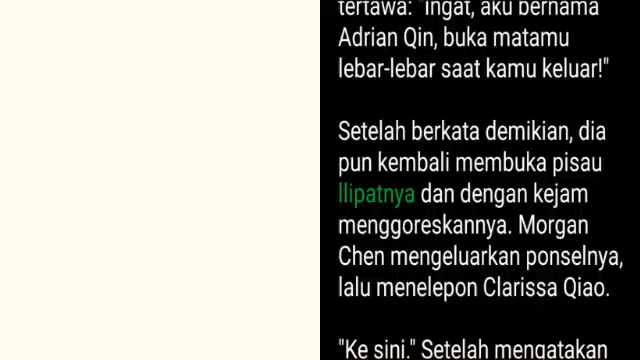 tertawa: "Ingat, aku bernama
Adrian Qin, buka matamu
lebar-lebar saat kamu keluar!"
Setelah berkata demikian, dia
pun kembali membuka pisau
llipatnya dan dengan kejam
menggoreskannya. Morgan
Chen mengeluarkan ponselnya,
lalu menelepon Clarissa Qiao.
"Ke sini." Setelah mengatakan